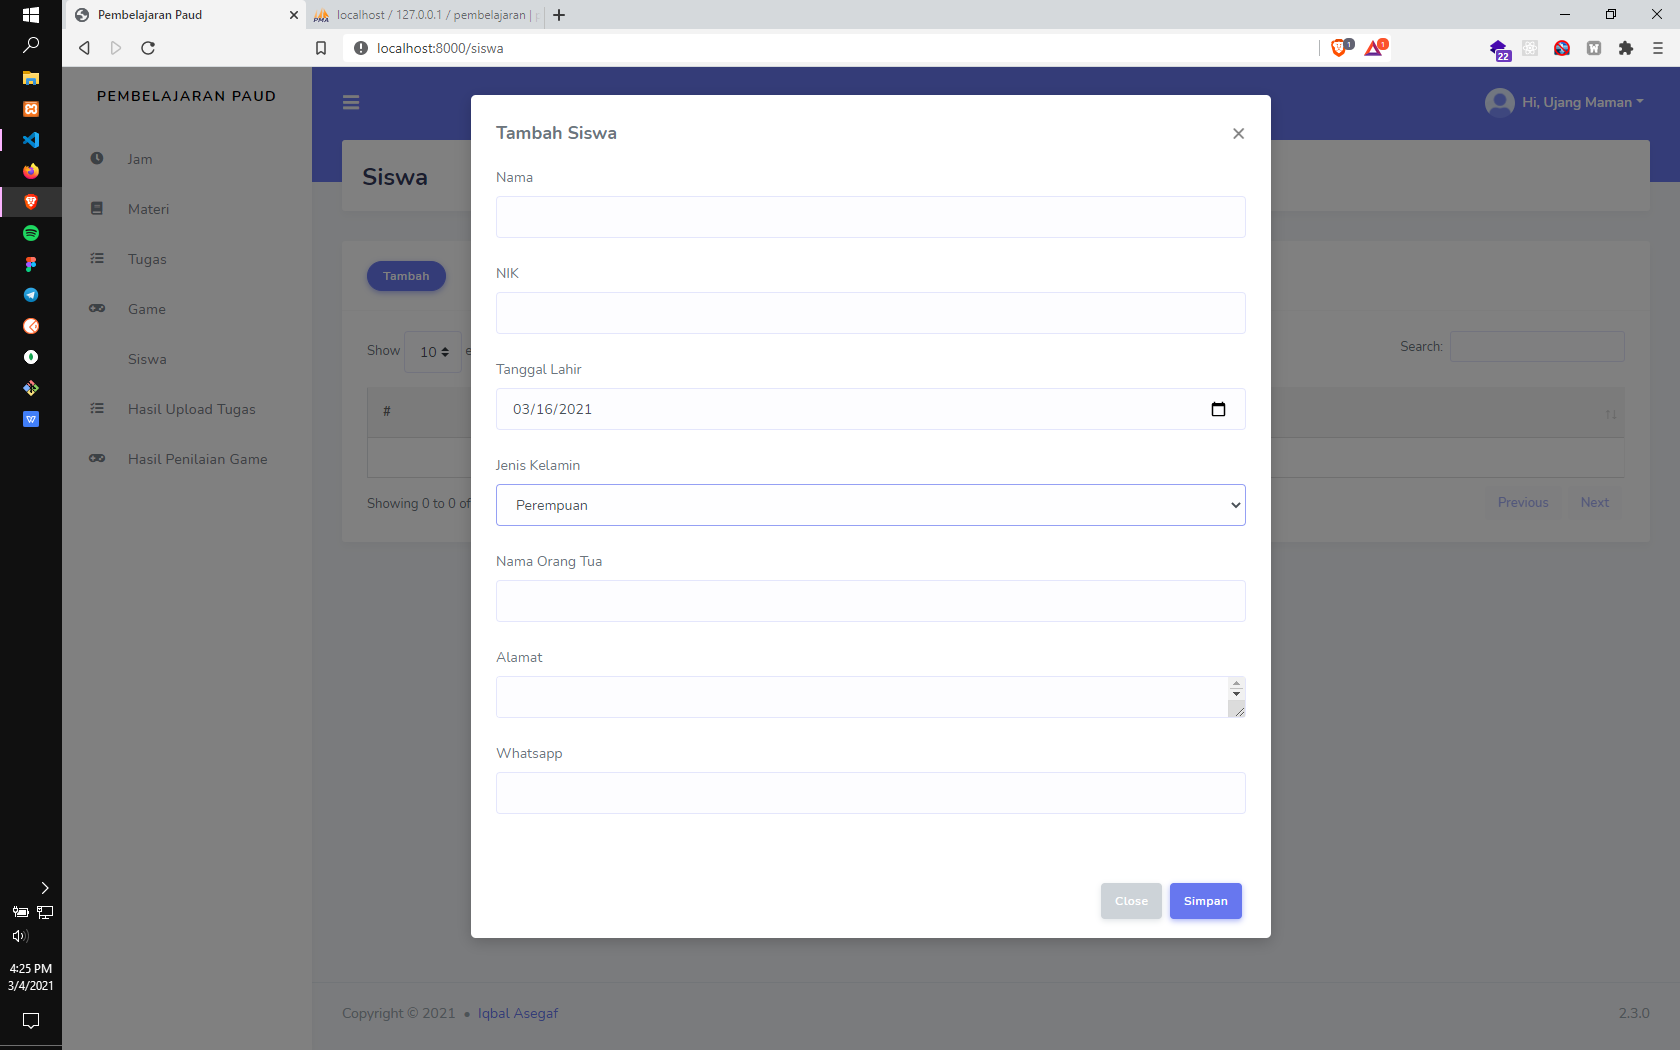 Pembelajaran Paud
localhost / 127.0.0.1 / pembelajaran |
localhost:8000/siswa
1
1
22
PEMBELAJARAN PAUD
Hi, Ujang Maman
Jam
Materi
Tugas
Game
Siswa
Hasil Upload Tugas
Hasil Penilaian Game
Siswa
Tambah
Show 10
Search:
#
Showing 0 to 0 of
Previous
Next
Tambah Siswa
×
Nama
NIK
Tanggal Lahir
03/16/2021
Jenis Kelamin
Perempuan
Nama Orang Tua
Alamat
Whatsapp
Close
Simpan
Copyright © 2021 • Iqbal Asegaf
2.3.0
4:25 PM
3/4/2021